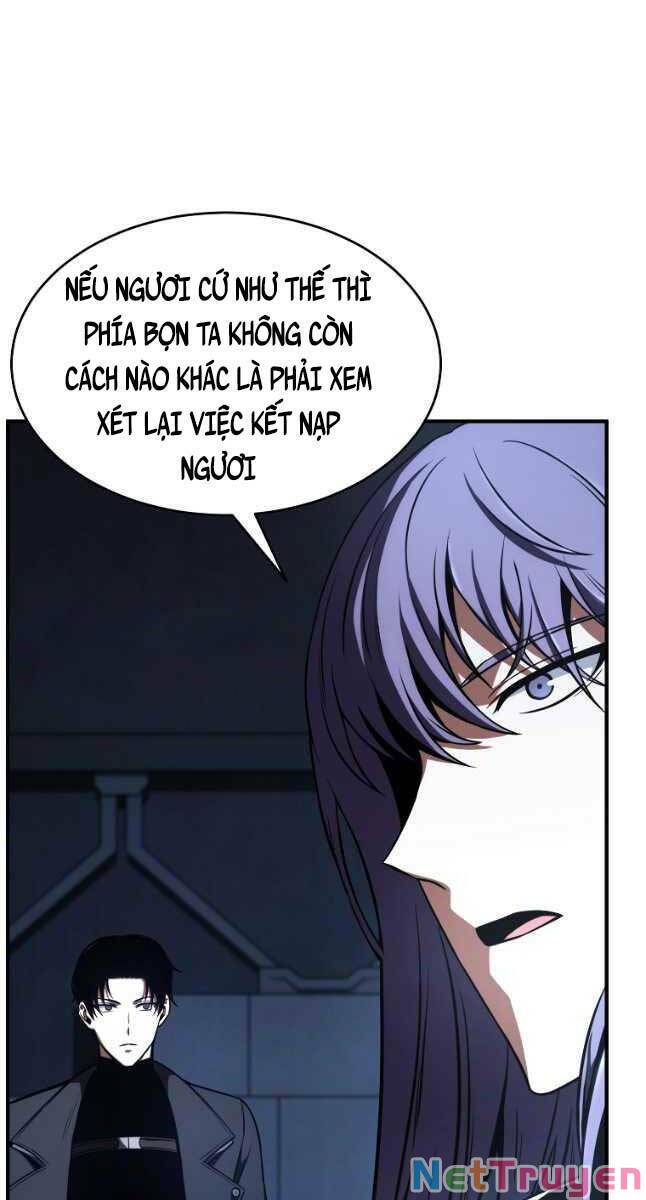 NẾU NGƯƠI CỨ NHƯ THẾ THÌ
PHÍA BỌN TA KHÔNG CÒN
CÁCH NÀO KHÁC LÀ PHẢI XEM
XÉT LẠI VIỆC KẾT NẠP
NGƯƠI
NetTruyen